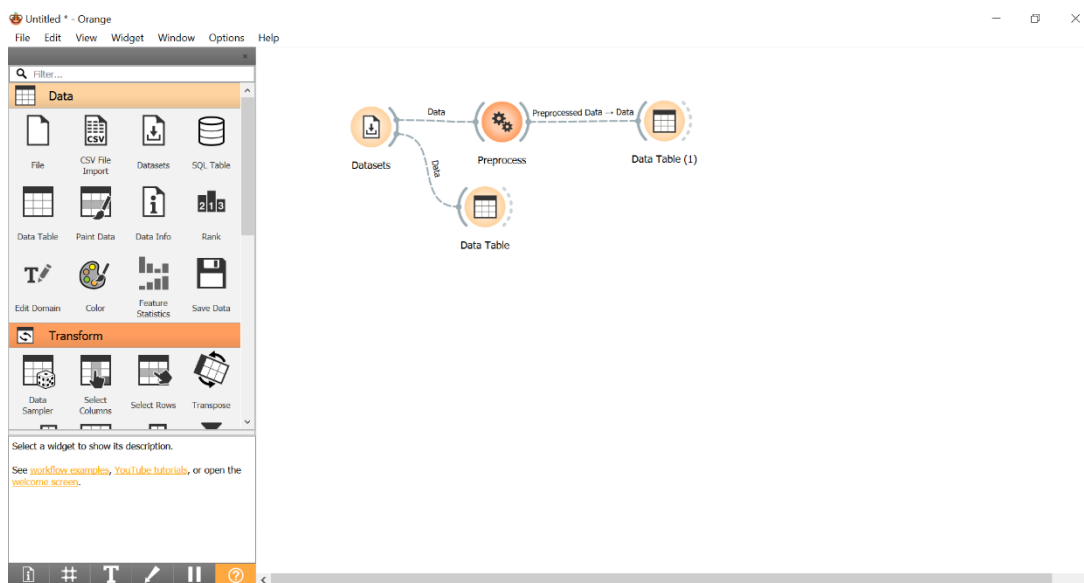 Untitled * - Orange
File Edit View Widget Window Options Help
Filter...
Data
File
CSV File Import
Datasets
SQL Table
Data Table
Paint Data
Data Info
Rank
Edit Domain
Color
Feature Statistics
Save Data
Transform
Data Sampler
Select Columns
Select Rows
Transpose
Select a widget to show its description.
See workflow examples, YouTube tutorials, or open the
welcome screen.
Datasets
Data
Preprocess
Preprocessed Data → Data
Data Table (1)
Data
Data Table